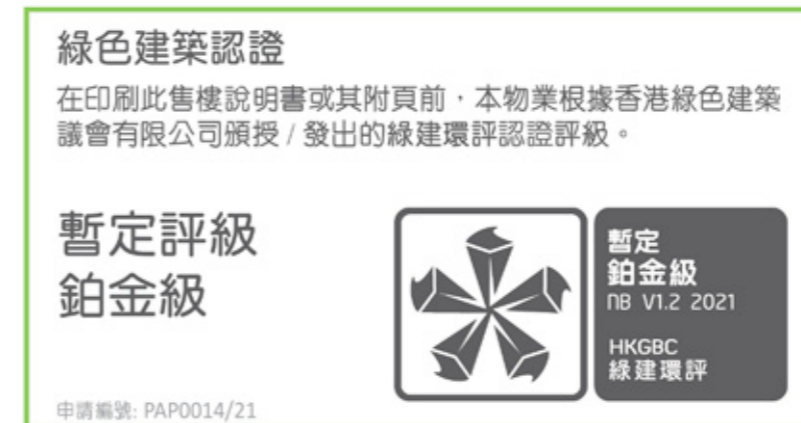 綠色建築認證
在印刷此售樓說明書或其附頁前，本物業根據香港綠色建築
議會有限公司頒授 / 發出的綠建環評認證評級。
暫定評級
鉑金級
暫定
鉑金級
NB V1.2 2021
HKGBC
綠建環評
申請編號: PAP0014/21